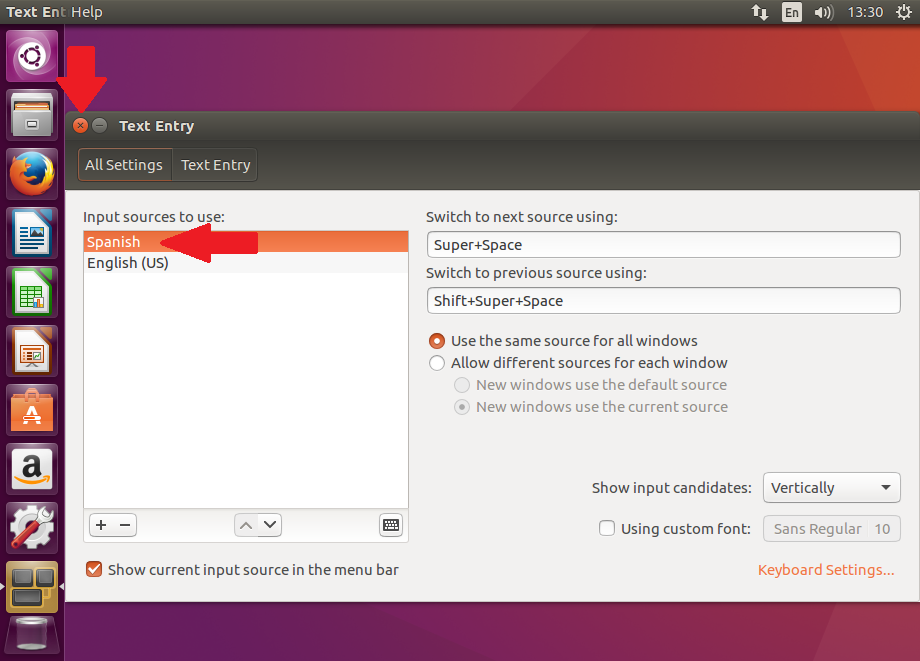 Text Ent Help
En
13:30
Text Entry
All Settings
Text Entry
Input sources to use:
Spanish
English (US)
Switch to next source using:
Super+Space
Switch to previous source using:
Shift+Super+Space
Use the same source for all windows
Allow different sources for each window
New windows use the default source
New windows use the current source
Show input candidates:
Vertically
Using custom font:
Sans Regular 10
Show current input source in the menu bar
Keyboard Settings...